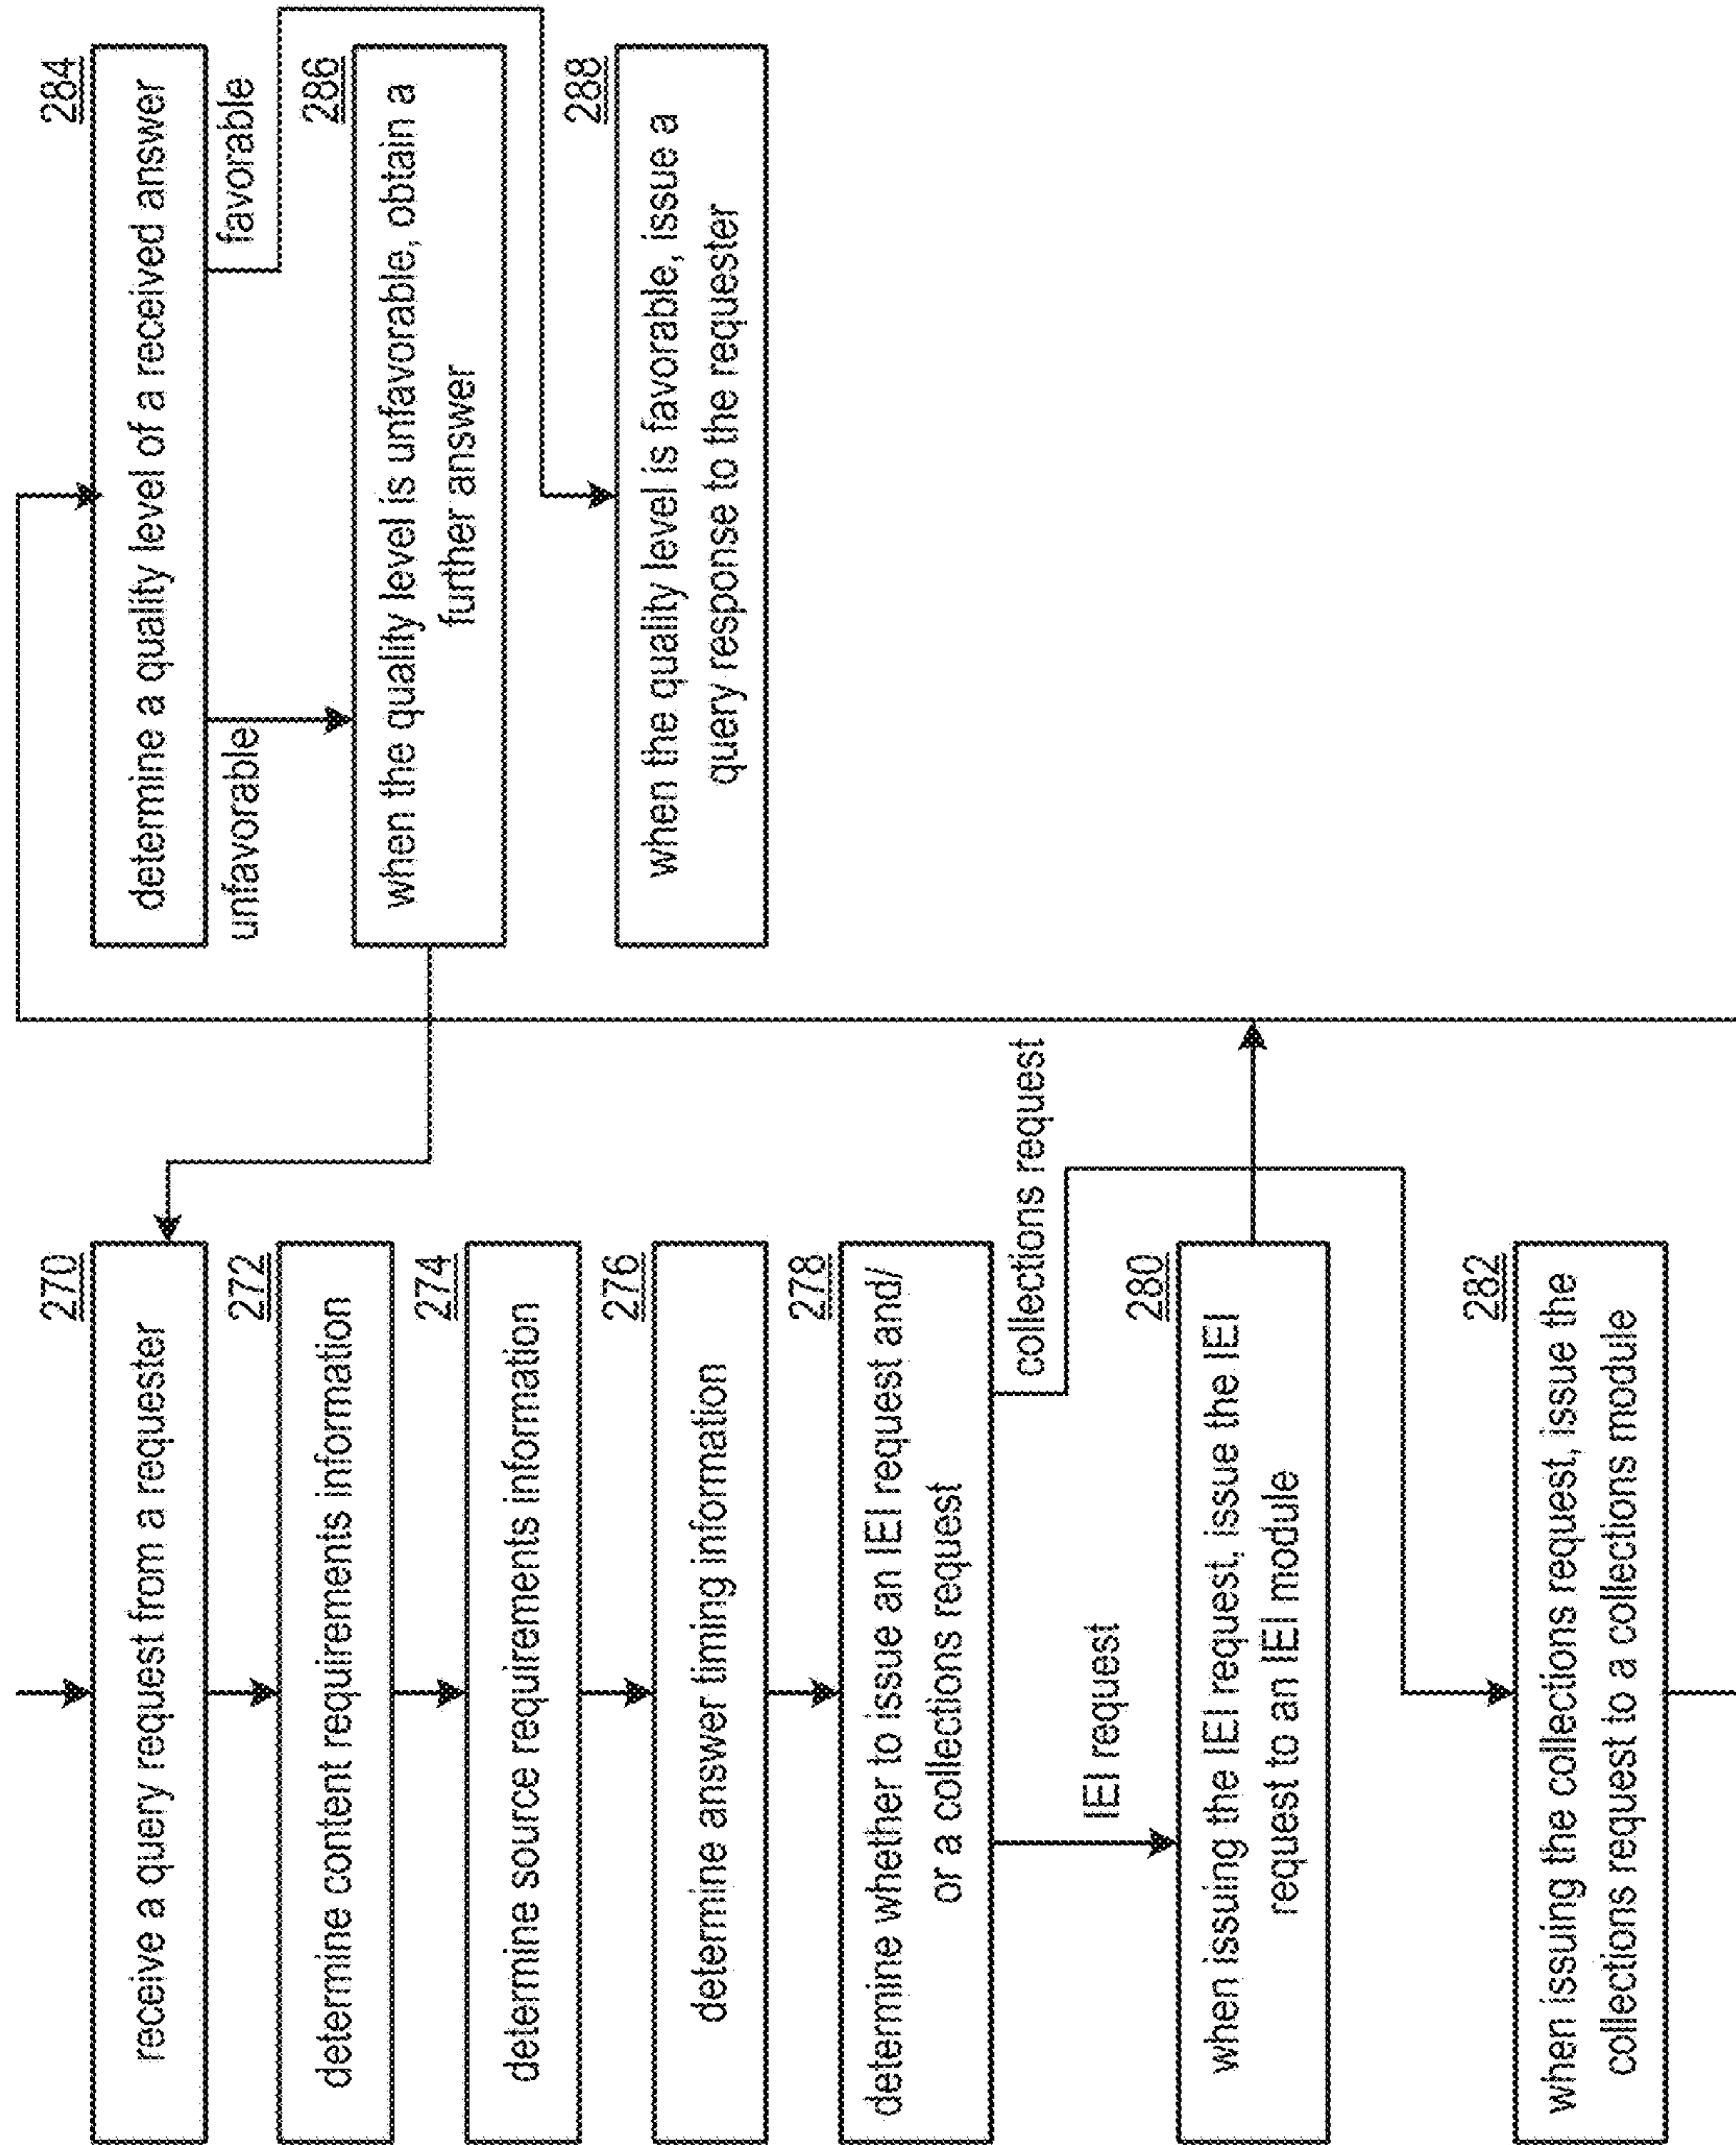 270
receive a query request from a requester
272
determine content requirements information
274
determine source requirements information
276
determine answer timing information
278
determine whether to issue an IEI request and/
or a collections request
IEI request
collections request
280
when issuing the IEI request, issue the IEI
request to an IEI module
282
when issuing the collections request, issue the
collections request to a collections module
284
determine a quality level of a received answer
unfavorable
favorable
286
when the quality level is unfavorable, obtain a
further answer
288
when the quality level is favorable, issue a
query response to the requester